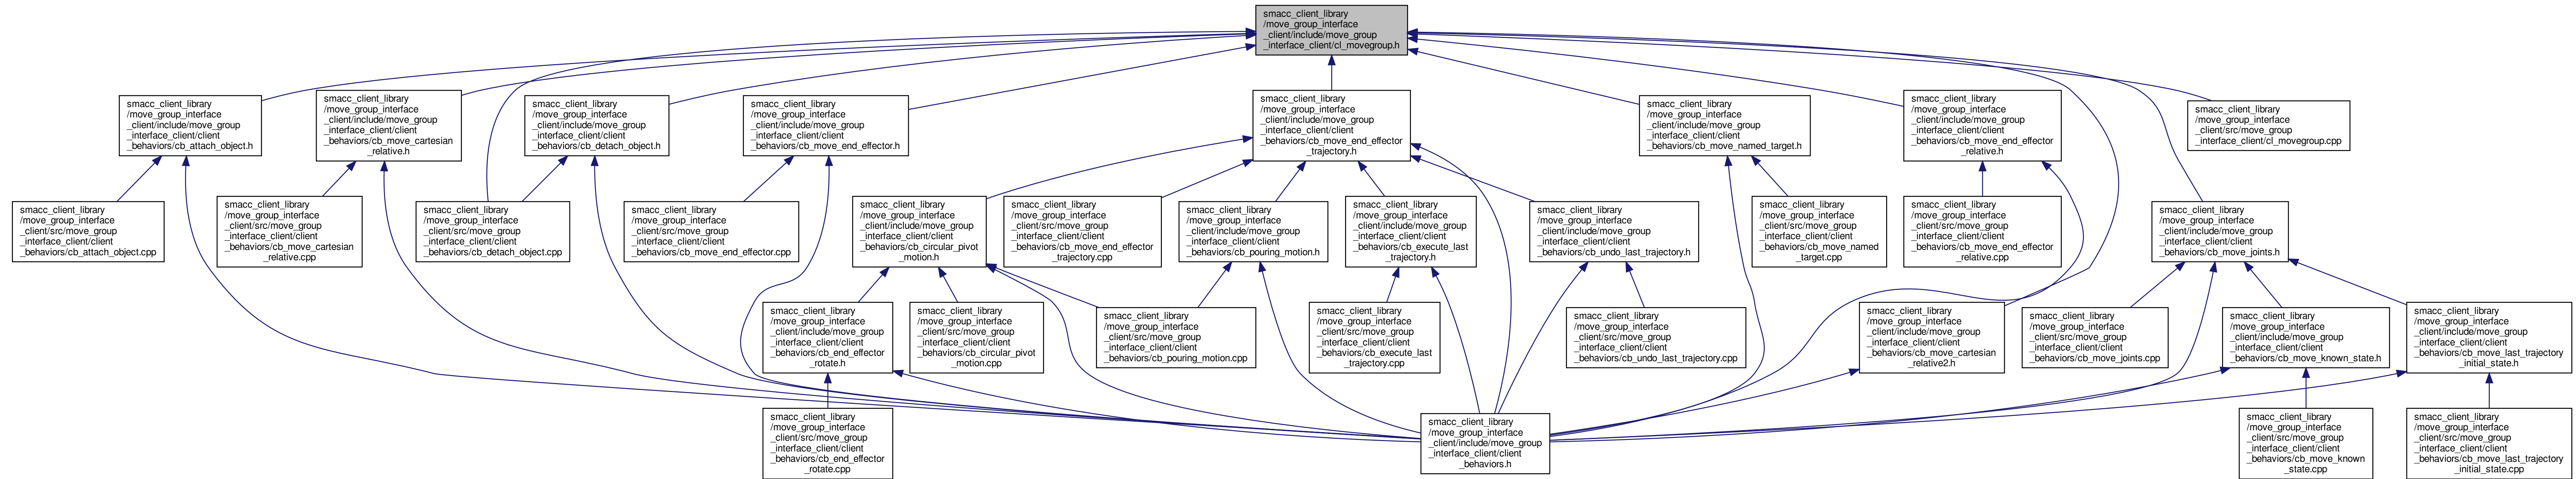 smacc_client_library
/move_group_interface
_client/include/move_group
_interface_client/cl_movegroup.h
smacc_client_library
/move_group_interface
_client/include/move_group
_interface_client/client
_behaviors/cb_attach_object.h
smacc_client_library
/move_group_interface
_client/include/move_group
_interface_client/client
_behaviors/cb_move_cartesian
_relative.h
smacc_client_library
/move_group_interface
_client/include/move_group
_interface_client/client
_behaviors/cb_detach_object.h
smacc_client_library
/move_group_interface
_client/include/move_group
_interface_client/client
_behaviors/cb_move_end_effector.h
smacc_client_library
/move_group_interface
_client/include/move_group
_interface_client/client
_behaviors/cb_move_end_effector
_trajectory.h
smacc_client_library
/move_group_interface
_client/include/move_group
_interface_client/client
_behaviors/cb_move_named_target.h
smacc_client_library
/move_group_interface
_client/include/move_group
_interface_client/client
_behaviors/cb_move_end_effector
_relative.h
smacc_client_library
/move_group_interface
_client/src/move_group
_interface_client/cl_movegroup.cpp
smacc_client_library
/move_group_interface
_client/src/move_group
_interface_client/client
_behaviors/cb_attach_object.cpp
smacc_client_library
/move_group_interface
_client/src/move_group
_interface_client/client
_behaviors/cb_move_cartesian
_relative.cpp
smacc_client_library
/move_group_interface
_client/src/move_group
_interface_client/client
_behaviors/cb_detach_object.cpp
smacc_client_library
/move_group_interface
_client/src/move_group
_interface_client/client
_behaviors/cb_move_end_effector.cpp
smacc_client_library
/move_group_interface
_client/include/move_group
_interface_client/client
_behaviors/cb_circular_pivot
_motion.h
smacc_client_library
/move_group_interface
_client/src/move_group
_interface_client/client
_behaviors/cb_move_end_effector
_trajectory.cpp
smacc_client_library
/move_group_interface
_client/include/move_group
_interface_client/client
_behaviors/cb_pouring_motion.h
smacc_client_library
/move_group_interface
_client/include/move_group
_interface_client/client
_behaviors/cb_execute_last
_trajectory.h
smacc_client_library
/move_group_interface
_client/include/move_group
_interface_client/client
_behaviors/cb_undo_last_trajectory.h
smacc_client_library
/move_group_interface
_client/src/move_group
_interface_client/client
_behaviors/cb_move_named
_target.cpp
smacc_client_library
/move_group_interface
_client/src/move_group
_interface_client/client
_behaviors/cb_move_end_effector
_relative.cpp
smacc_client_library
/move_group_interface
_client/include/move_group
_interface_client/client
_behaviors/cb_move_joints.h
smacc_client_library
/move_group_interface
_client/include/move_group
_interface_client/client
_behaviors/cb_end_effector
_rotate.h
smacc_client_library
/move_group_interface
_client/src/move_group
_interface_client/client
_behaviors/cb_circular_pivot
_motion.cpp
smacc_client_library
/move_group_interface
_client/src/move_group
_interface_client/client
_behaviors/cb_pouring_motion.cpp
smacc_client_library
/move_group_interface
_client/src/move_group
_interface_client/client
_behaviors/cb_execute_last
_trajectory.cpp
smacc_client_library
/move_group_interface
_client/src/move_group
_interface_client/client
_behaviors/cb_undo_last_trajectory.cpp
smacc_client_library
/move_group_interface
_client/include/move_group
_interface_client/client
_behaviors/cb_move_cartesian
_relative2.h
smacc_client_library
/move_group_interface
_client/src/move_group
_interface_client/client
_behaviors/cb_move_joints.cpp
smacc_client_library
/move_group_interface
_client/include/move_group
_interface_client/client
_behaviors/cb_move_known_state.h
smacc_client_library
/move_group_interface
_client/include/move_group
_interface_client/client
_behaviors/cb_move_last_trajectory
_initial_state.h
smacc_client_library
/move_group_interface
_client/src/move_group
_interface_client/client
_behaviors/cb_end_effector
_rotate.cpp
smacc_client_library
/move_group_interface
_client/include/move_group
_interface_client/client
_behaviors.h
smacc_client_library
/move_group_interface
_client/src/move_group
_interface_client/client
_behaviors/cb_move_known
_state.cpp
smacc_client_library
/move_group_interface
_client/src/move_group
_interface_client/client
_behaviors/cb_move_last_trajectory
_initial_state.cpp